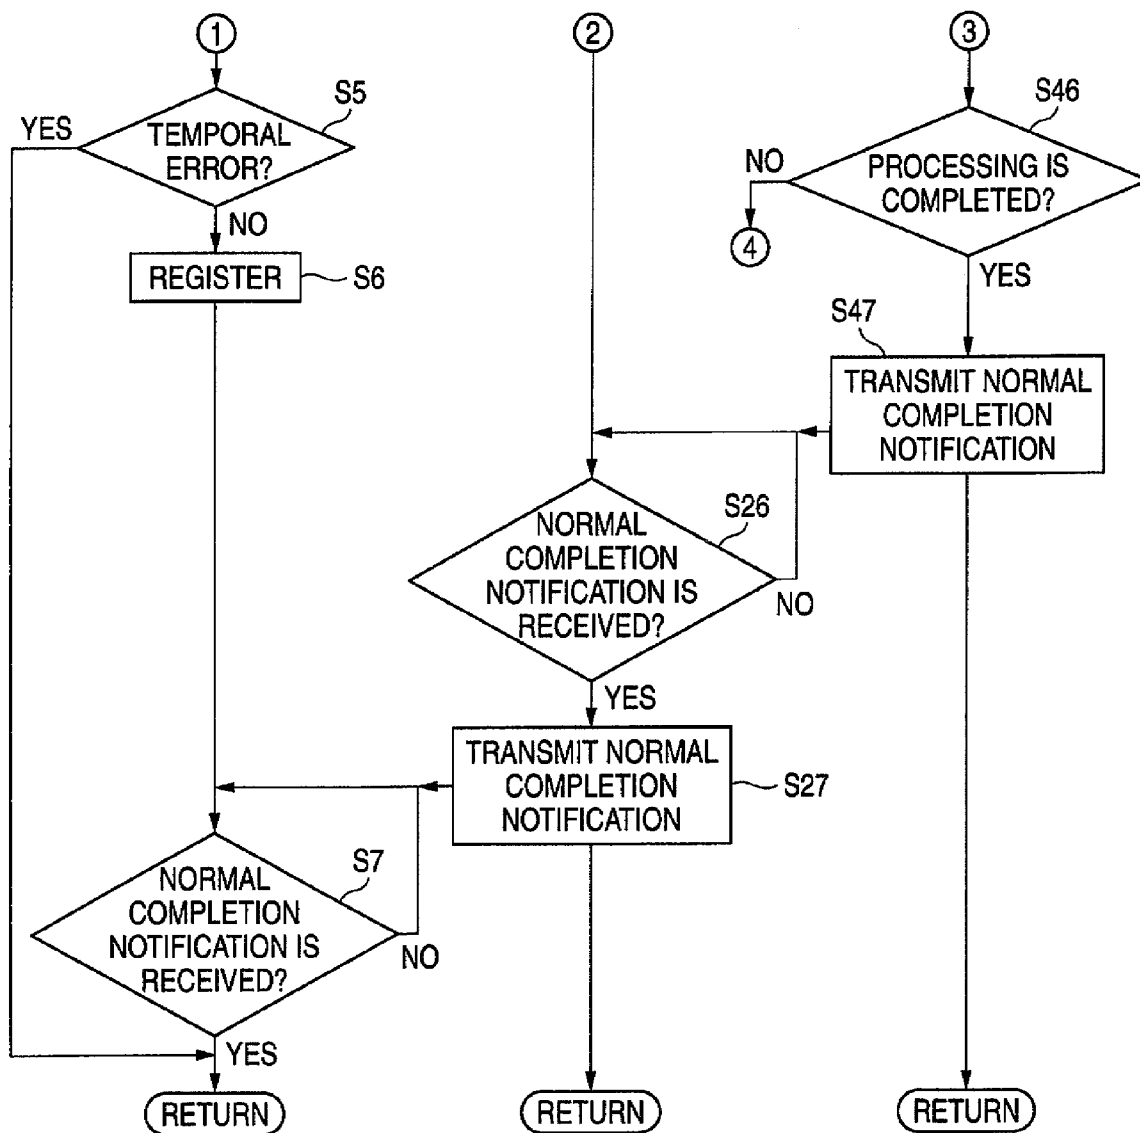 1
S5
YES
TEMPORAL
ERROR?
NO
REGISTER
S6
S7
NORMAL
COMPLETION
NOTIFICATION IS
RECEIVED?
NO
YES
RETURN
2
S26
NORMAL
COMPLETION
NOTIFICATION IS
RECEIVED?
NO
YES
TRANSMIT NORMAL
COMPLETION
NOTIFICATION
S27
RETURN
3
S46
NO
PROCESSING IS
COMPLETED?
4
YES
S47
TRANSMIT NORMAL
COMPLETION
NOTIFICATION
RETURN